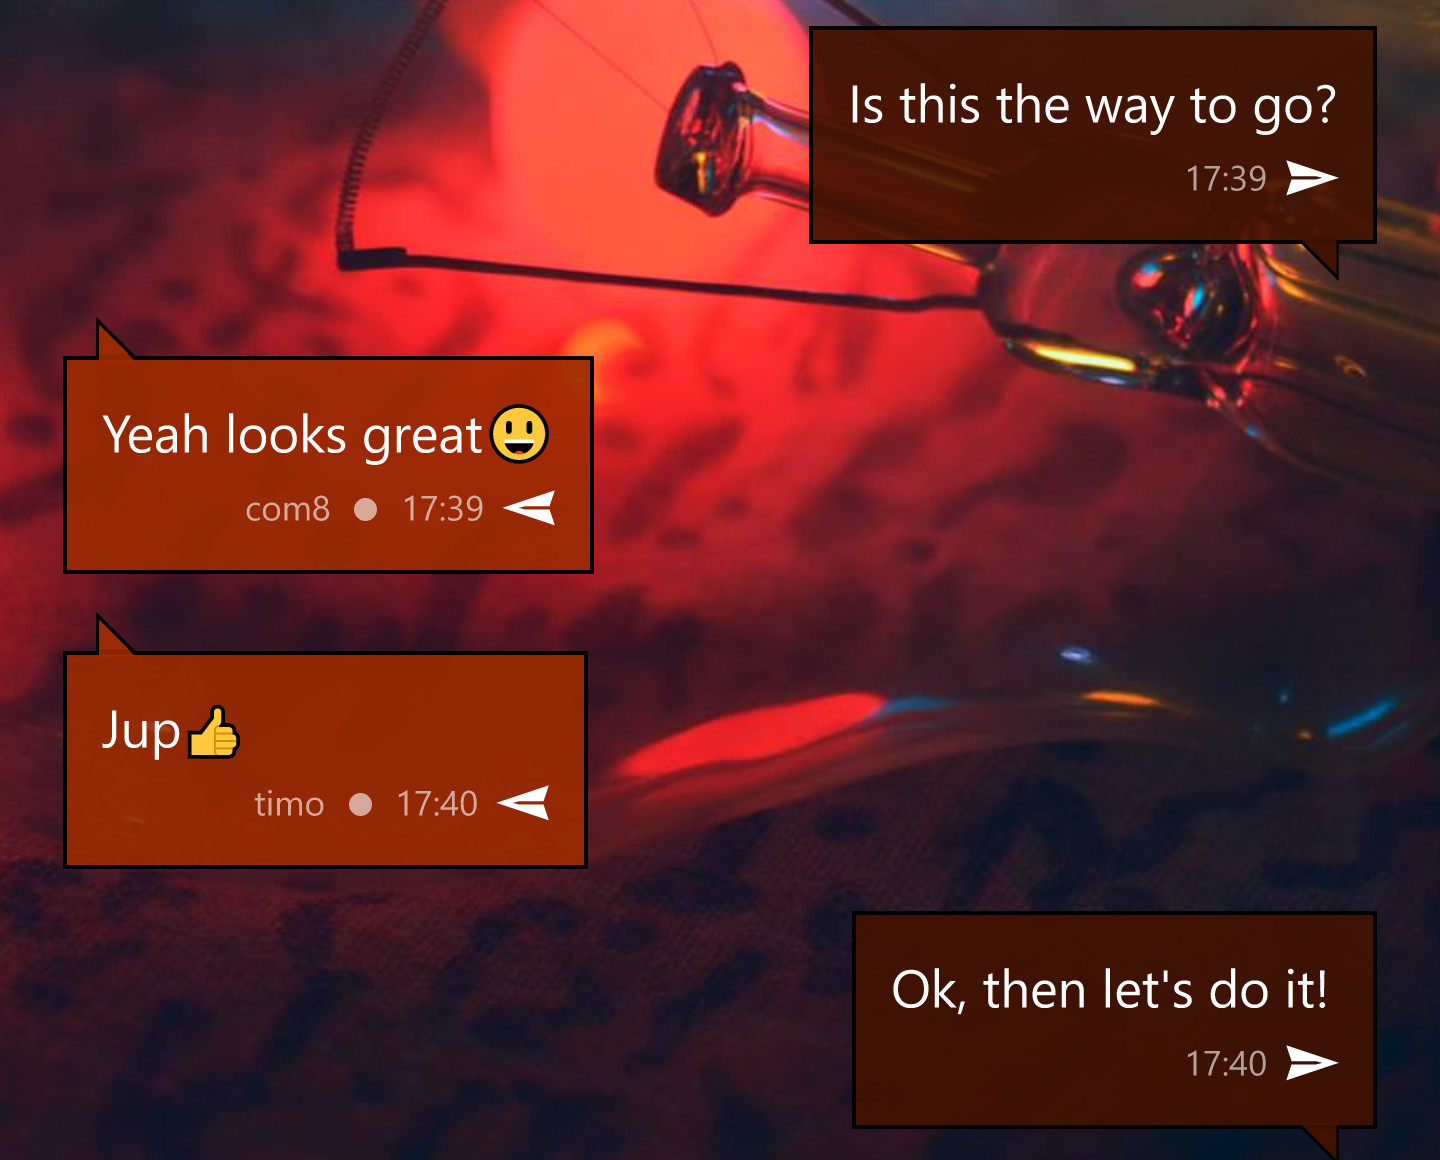 Is this the way to go?
17:39
Yeah looks great😃
com8 ● 17:39
Jup👍
timo ● 17:40
Ok, then let's do it!
17:40